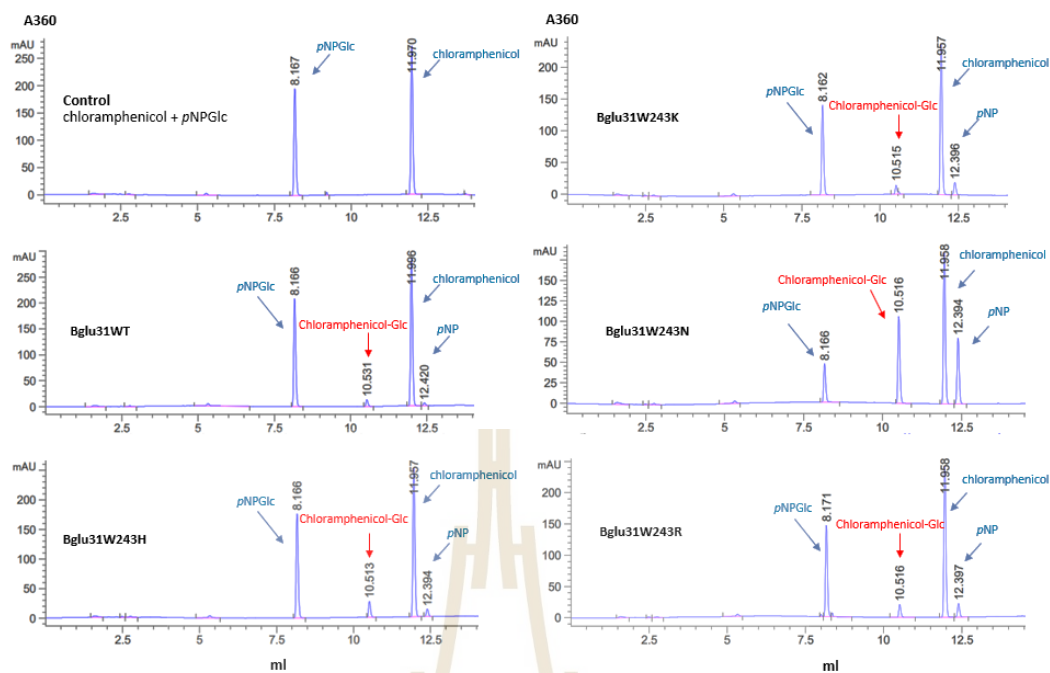 A360
mAU
250
200
150
100
50
0
Control
chloramphenicol + pNPGlc
8.167
pNPGlc
11.970
chloramphenicol
2.5 5 7.5 10 12.5
mAU
250
200
150
100
50
0
Bglu31WT
pNPGlc
8.166
Chloramphenicol-Glc
10.531
11.996
chloramphenicol
pNP
12.420
2.5 5 7.5 10 12.5
mAU
200
150
100
50
0
Bglu31W243H
pNPGlc
8.166
Chloramphenicol-Glc
10.513
11.957
chloramphenicol
pNP
12.394
2.5 5 7.5 10 12.5
ml
A360
mAU
200
150
100
50
0
Bglu31W243K
pNPGlc
8.162
Chloramphenicol-Glc
10.515
11.957
chloramphenicol
pNP
12.396
2.5 5 7.5 10 12.5
mAU
150
125
100
75
50
25
0
Bglu31W243N
pNPGlc
8.166
Chloramphenicol-Glc
10.516
11.958
chloramphenicol
pNP
12.394
2.5 5 7.5 10 12.5
mAU
200
150
100
50
0
Bglu31W243R
pNPGlc
8.171
Chloramphenicol-Glc
10.516
11.958
chloramphenicol
pNP
12.397
2.5 5 7.5 10 12.5
ml